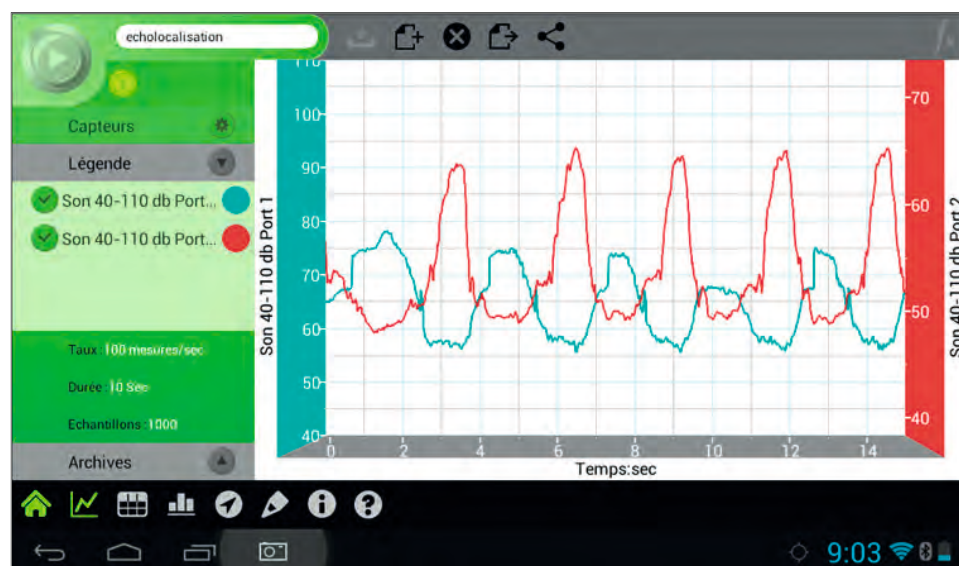 echolocalisation
Capteurs
Légende
Son 40-110 db Port...
Son 40-110 db Port...
Taux :100 mesures/sec
Durée :10 Sec
Echantillons :1000
Archives
Son 40-110 db Port 1
110
100
90
80
70
60
50
40
0 2 4 6 8 10 12 14
Temps:sec
70
60
50
40
Son 40-110 db Port 2
9:03